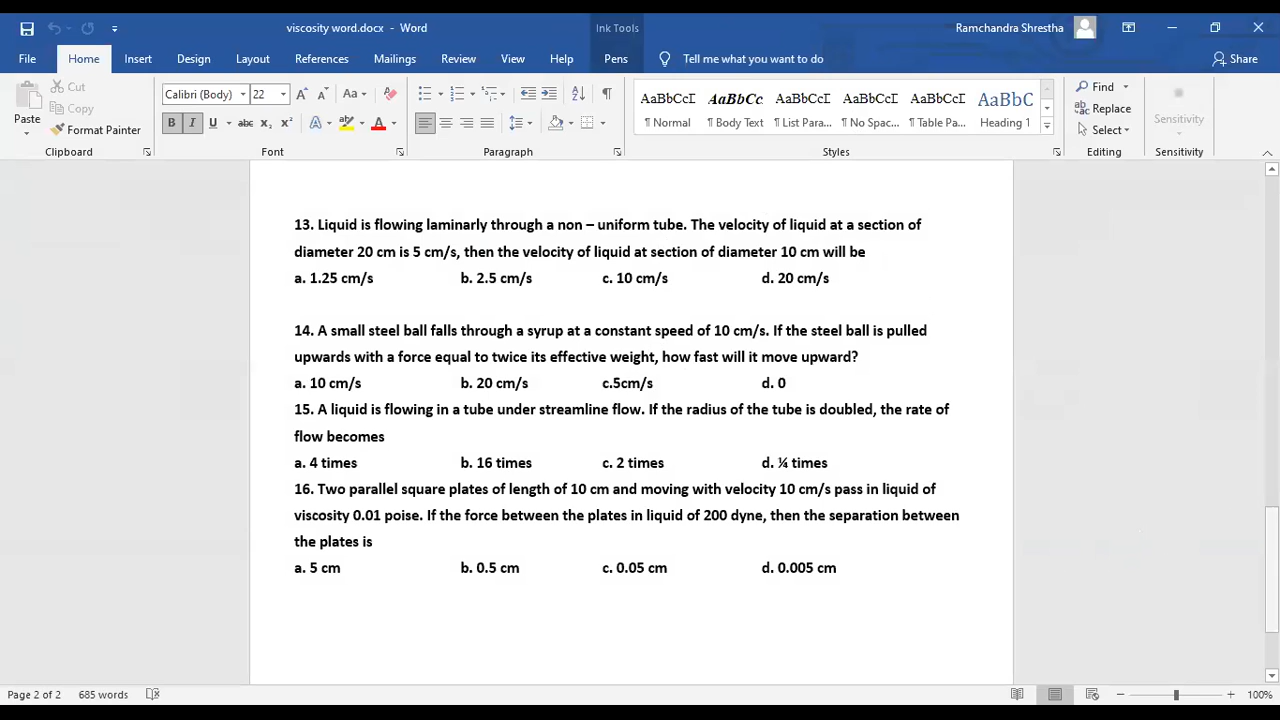 viscosity word.docx - Word
Ink Tools
Ramchandra Shrestha
File Home Insert Design Layout References Mailings Review View Help Pens Tell me what you want to do Share
Cut
Copy
Format Painter
Paste
Clipboard
Calibri (Body) 22
Font
Paragraph
AaBbCcI AaBbCc AaBbCcI AaBbCcI AaBbCcI AaBbC
¶ Normal ¶ Body Text ¶ List Para... ¶ No Spac... ¶ Table Pa... Heading 1
Styles
Find
Replace
Select
Editing
Sensitivity
Sensitivity
13. Liquid is flowing laminarly through a non – uniform tube. The velocity of liquid at a section of
diameter 20 cm is 5 cm/s, then the velocity of liquid at section of diameter 10 cm will be
a. 1.25 cm/s b. 2.5 cm/s c. 10 cm/s d. 20 cm/s
14. A small steel ball falls through a syrup at a constant speed of 10 cm/s. If the steel ball is pulled
upwards with a force equal to twice its effective weight, how fast will it move upward?
a. 10 cm/s b. 20 cm/s c.5cm/s d. 0
15. A liquid is flowing in a tube under streamline flow. If the radius of the tube is doubled, the rate of
flow becomes
a. 4 times b. 16 times c. 2 times d. ¼ times
16. Two parallel square plates of length of 10 cm and moving with velocity 10 cm/s pass in liquid of
viscosity 0.01 poise. If the force between the plates in liquid of 200 dyne, then the separation between
the plates is
a. 5 cm b. 0.5 cm c. 0.05 cm d. 0.005 cm
Page 2 of 2 685 words 100%